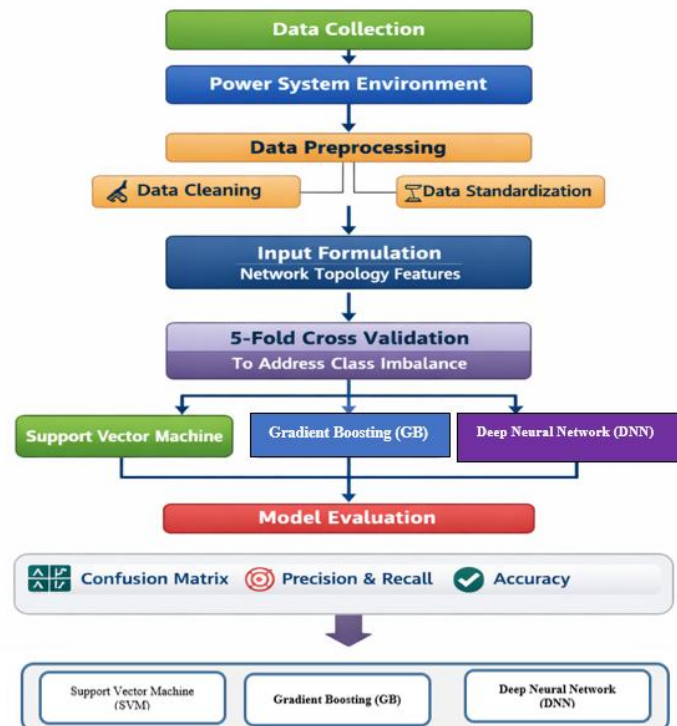 Data Collection
Power System Environment
Data Preprocessing
Data Cleaning
Data Standardization
Input Formulation
Network Topology Features
5-Fold Cross Validation
To Address Class Imbalance
Support Vector Machine
Gradient Boosting (GB)
Deep Neural Network (DNN)
Model Evaluation
Confusion Matrix
Precision & Recall
Accuracy
Support Vector Machine
(SVM)
Gradient Boosting (GB)
Deep Neural Network
(DNN)